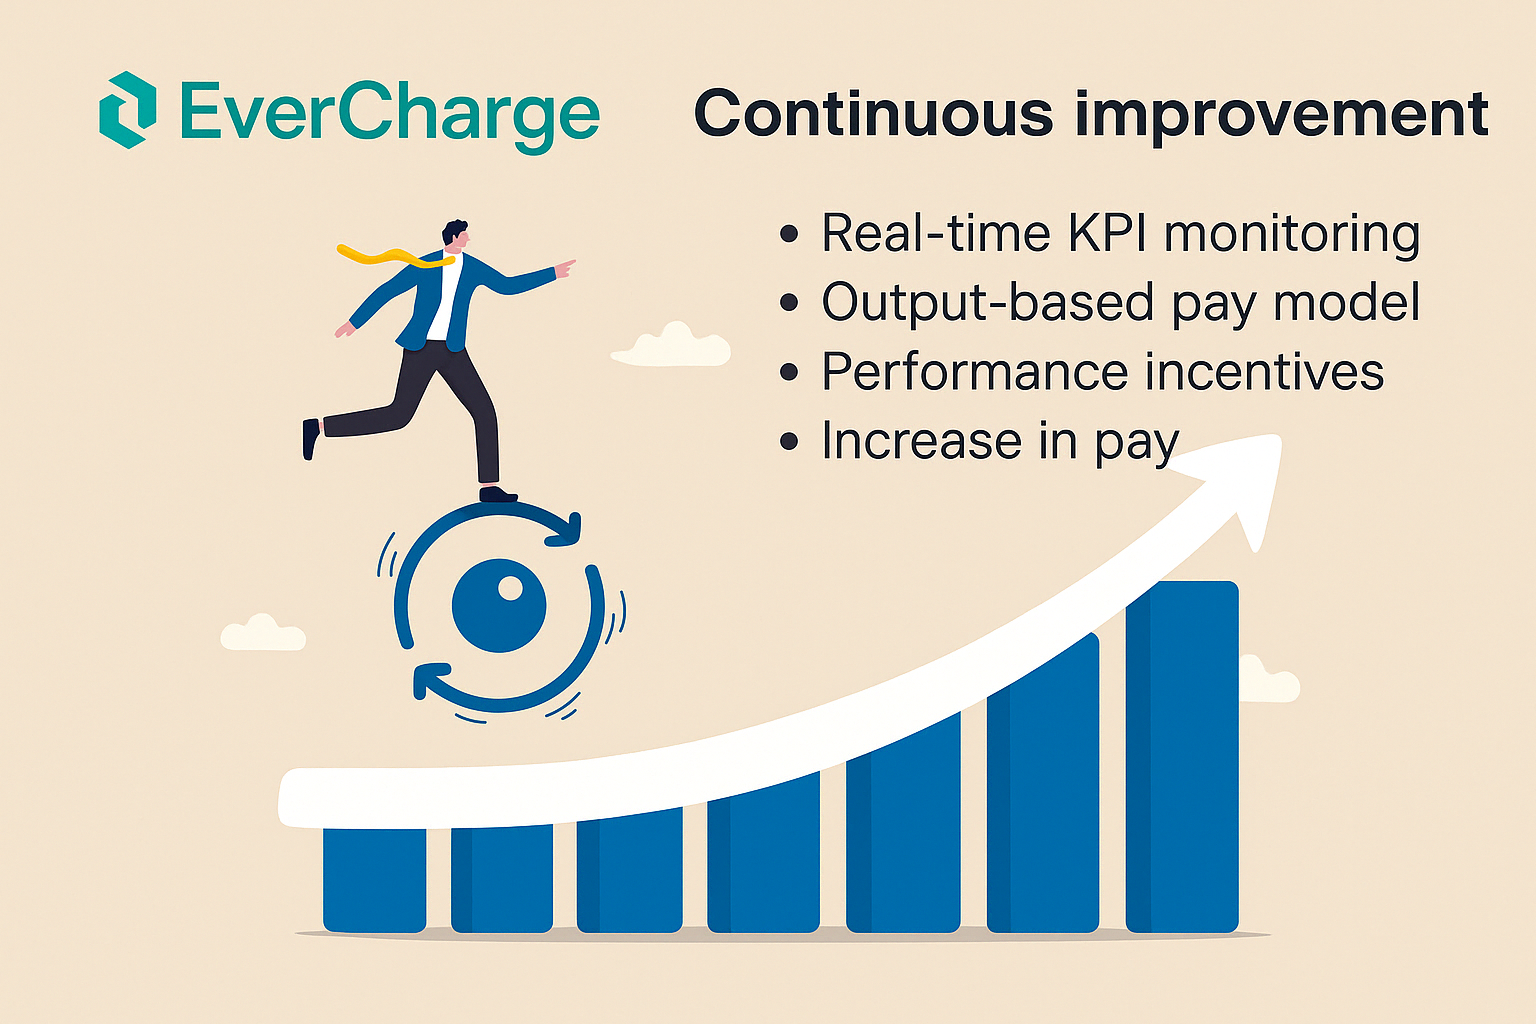 EverCharge
Continuous improvement
• Real-time KPI monitoring
• Output-based pay model
• Performance incentives
• Increase in pay